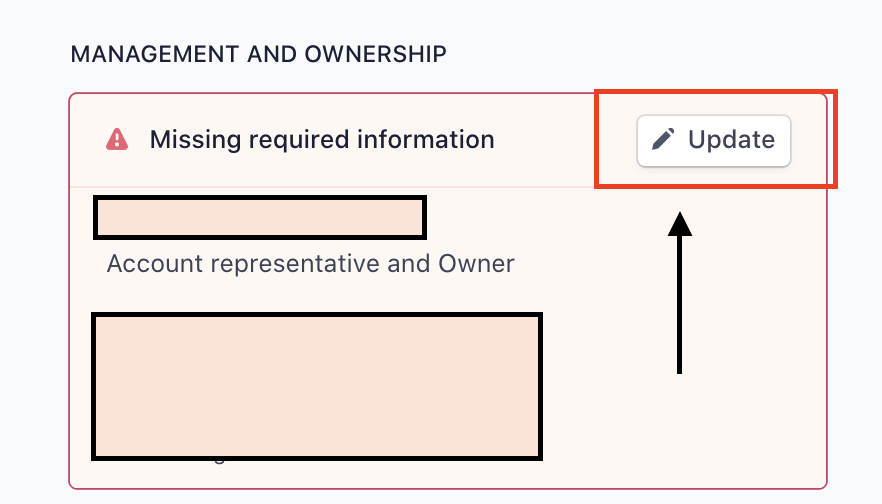 MANAGEMENT AND OWNERSHIP
Missing required information
Update
Account representative and Owner